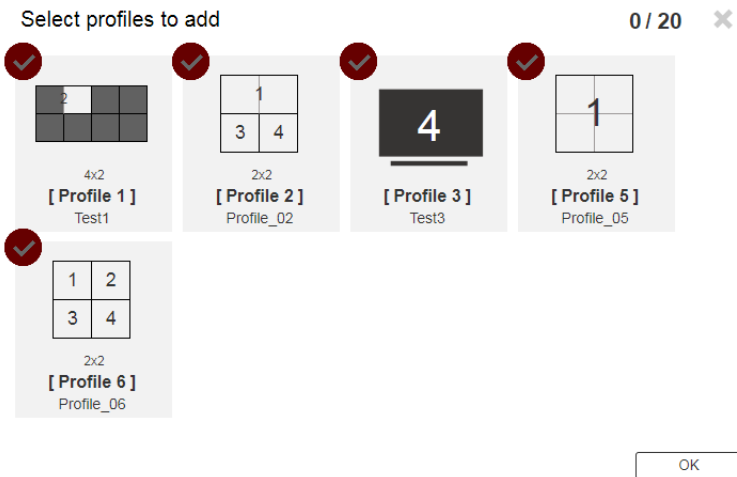 Select profiles to add 0 / 20
2
4x2
[ Profile 1 ]
Test1
1
3 4
2x2
[ Profile 2 ]
Profile_02
4
[ Profile 3 ]
Test3
1
2x2
[ Profile 5 ]
Profile_05
1 2
3 4
2x2
[ Profile 6 ]
Profile_06
OK